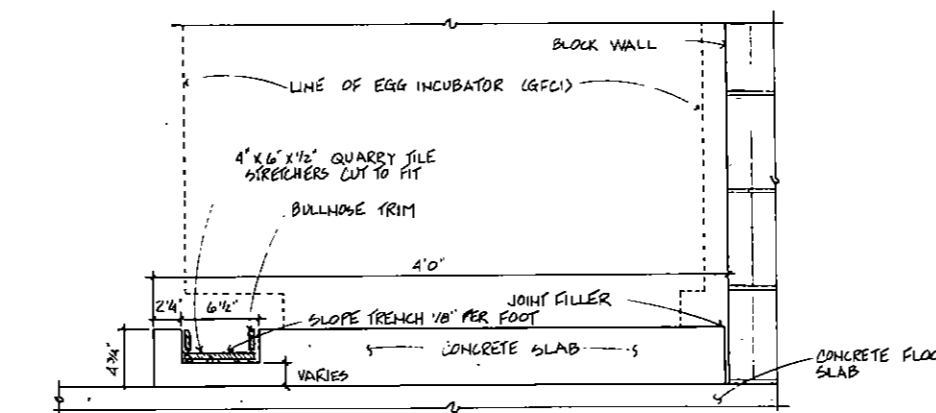 BLOCK WALL
LINE OF EGG INCUBATOR (GFCI)
4" X 6" X 1/2" QUARRY TILE
STRETCHERS CUT TO FIT
BULLNOSE TRIM
4'0"
2'4" 6 1/2" JOINT FILLER
SLOPE TRENCH 1/8" PER FOOT
4 3/4" CONCRETE SLAB
VARIES
CONCRETE FLOO
SLAB